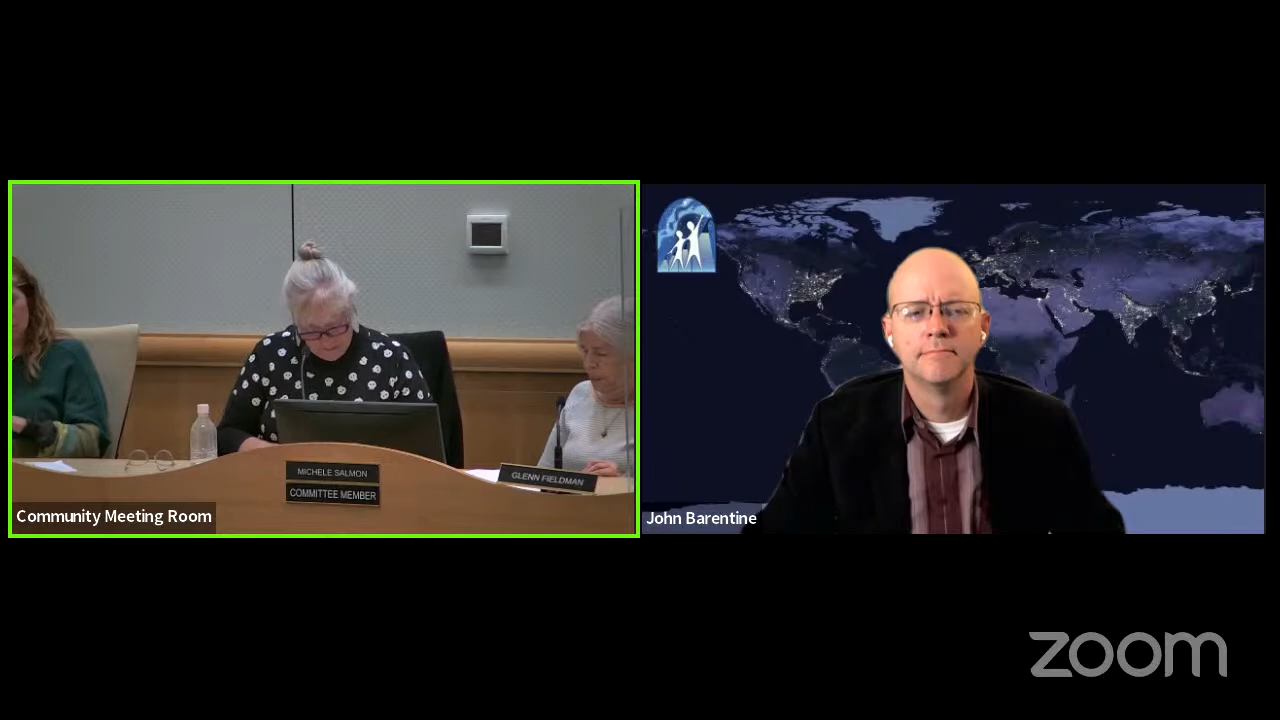 MICHELE SALMON
COMMITTEE MEMBER
GLENN FIELDMAN
Community Meeting Room
John Barentine
zoom